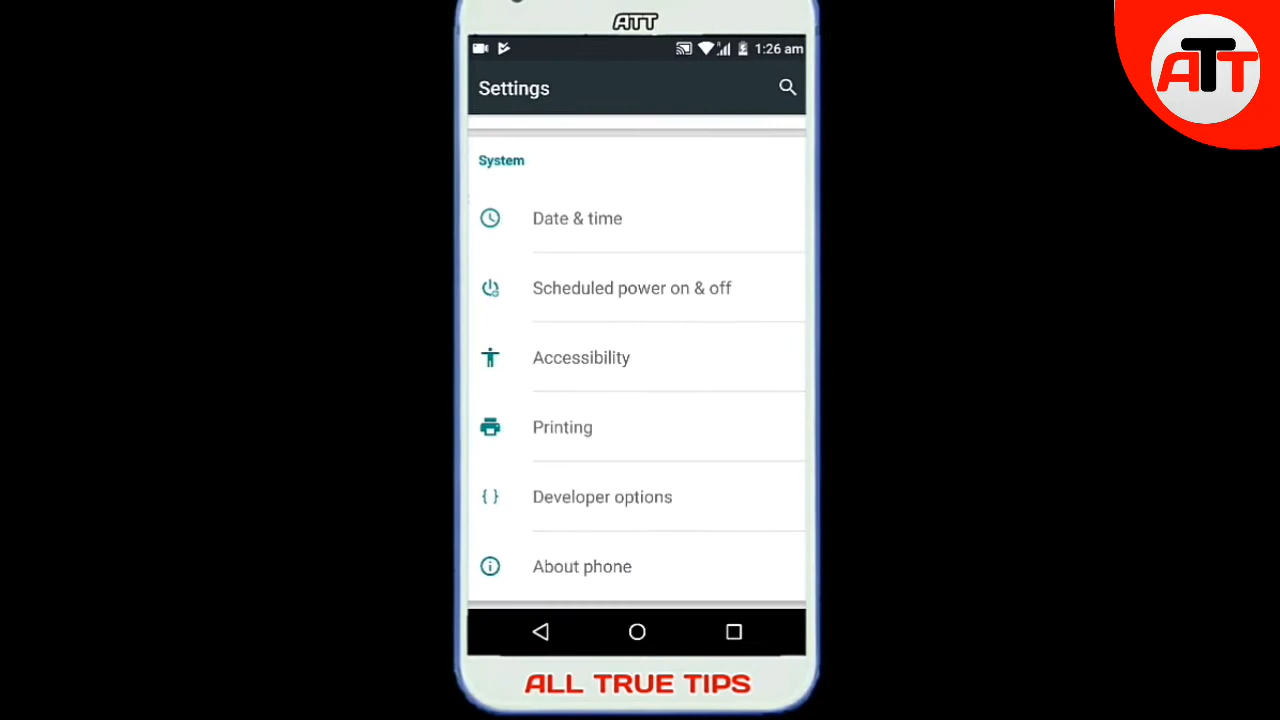 ATT
1:26 am
ATT
Settings
System
Date & time
Scheduled power on & off
Accessibility
Printing
{ } Developer options
About phone
ALL TRUE TIPS